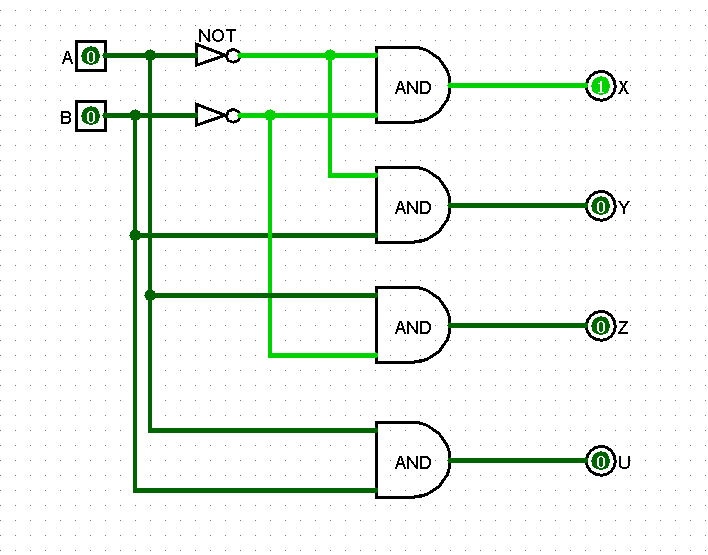 NOT
A 0
B 0
AND 1 X
AND 0 Y
AND 0 Z
AND 0 U